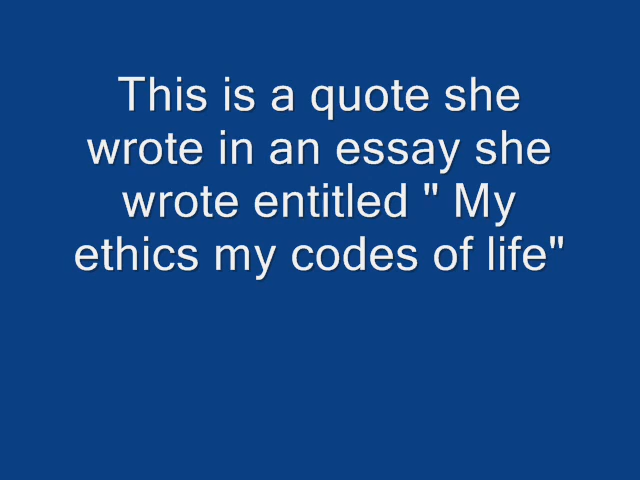 This is a quote she
wrote in an essay she
wrote entitled " My
ethics my codes of life"